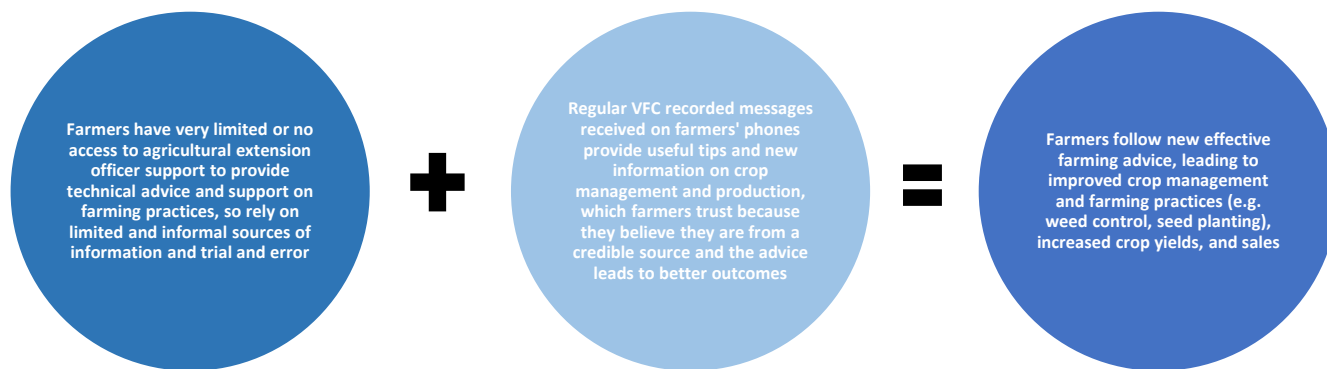 Farmers have very limited or no
access to agricultural extension
officer support to provide
technical advice and support on
farming practices, so rely on
limited and informal sources of
information and trial and error
Regular VFC recorded messages
received on farmers' phones
provide useful tips and new
information on crop
management and production,
which farmers trust because
they believe they are from a
credible source and the advice
leads to better outcomes
Farmers follow new effective
farming advice, leading to
improved crop management
and farming practices (e.g.
weed control, seed planting),
increased crop yields, and sales